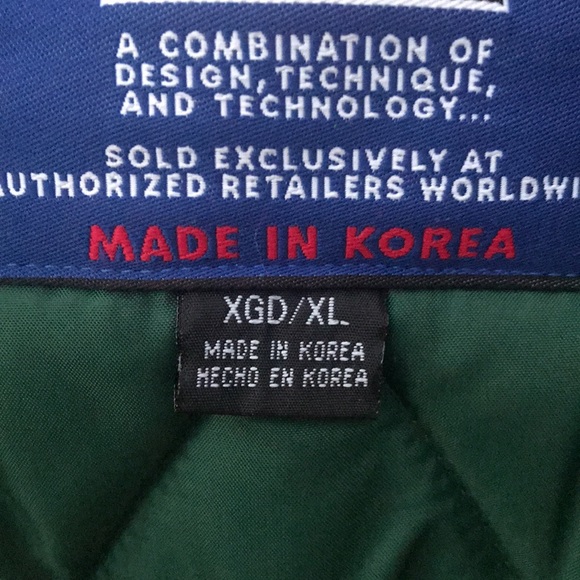 A COMBINATION OF
DESIGN, TECHNIQUE,
AND TECHNOLOGY...
SOLD EXCLUSIVELY AT
AUTHORIZED RETAILERS WORLDWI
MADE IN KOREA
XGD/XL
MADE IN KOREA
HECHO EN KOREA